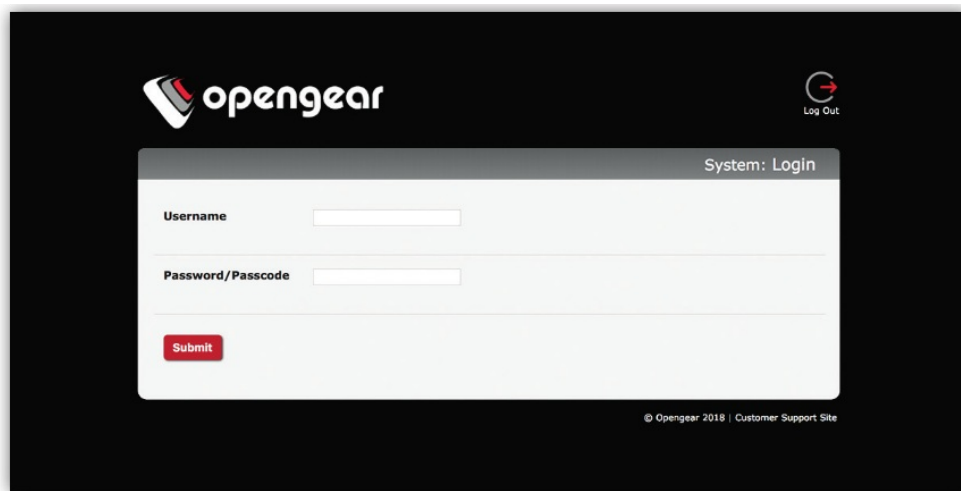 opengear
Log Out
System: Login
Username
Password/Passcode
Submit
© Opengear 2018 | Customer Support Site